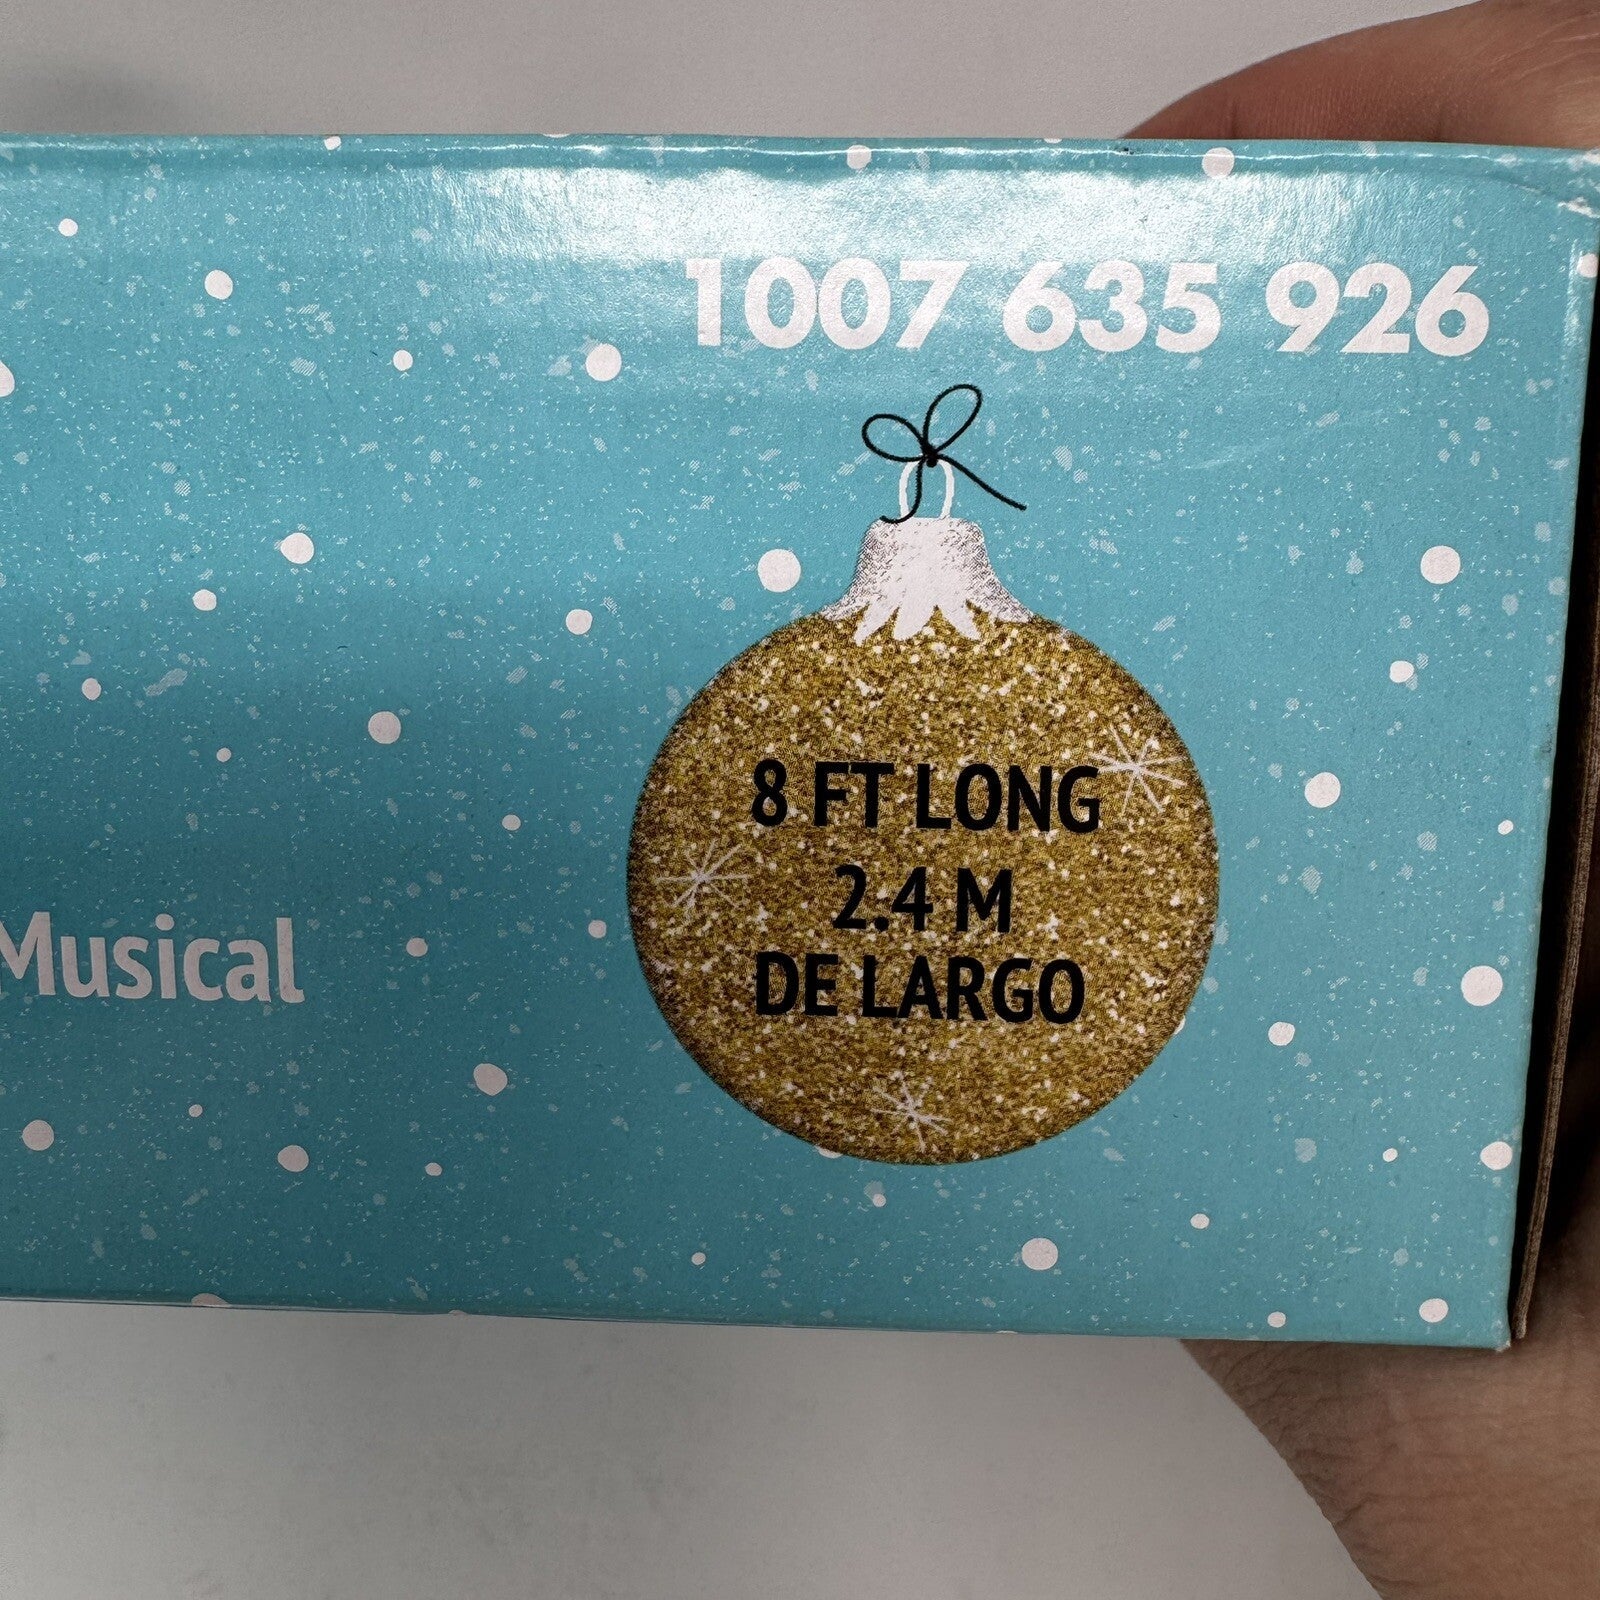 1007 635 926
8 FT LONG
2.4 M
DE LARGO
Musical